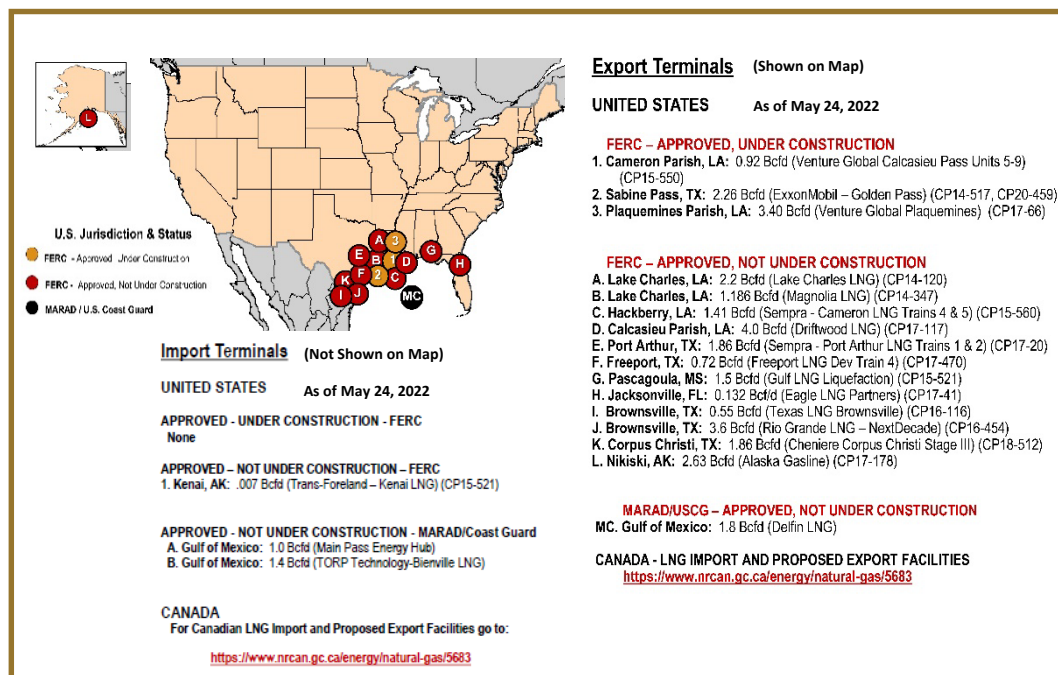 L
A
3
E
B
1
D
G
H
F
2
C
K
I
J
MC
U.S. Jurisdiction & Status
FERC - Approved Under Construction
FERC - Approved, Not Under Construction
MARAD / U.S. Coast Guard
Import Terminals (Not Shown on Map)
UNITED STATES As of May 24, 2022
APPROVED - UNDER CONSTRUCTION - FERC
None
APPROVED – NOT UNDER CONSTRUCTION – FERC
1. Kenai, AK: .007 Bcfd (Trans-Foreland – Kenai LNG) (CP15-521)
APPROVED - NOT UNDER CONSTRUCTION - MARAD/Coast Guard
A. Gulf of Mexico: 1.0 Bcfd (Main Pass Energy Hub)
B. Gulf of Mexico: 1.4 Bcfd (TORP Technology-Bienville LNG)
CANADA
For Canadian LNG Import and Proposed Export Facilities go to:
https://www.nrcan.gc.ca/energy/natural-gas/5683
Export Terminals (Shown on Map)
UNITED STATES As of May 24, 2022
FERC – APPROVED, UNDER CONSTRUCTION
1. Cameron Parish, LA: 0.92 Bcfd (Venture Global Calcasieu Pass Units 5-9)
(CP15-550)
2. Sabine Pass, TX: 2.26 Bcfd (ExxonMobil – Golden Pass) (CP14-517, CP20-459)
3. Plaquemines Parish, LA: 3.40 Bcfd (Venture Global Plaquemines) (CP17-66)
FERC – APPROVED, NOT UNDER CONSTRUCTION
A. Lake Charles, LA: 2.2 Bcfd (Lake Charles LNG) (CP14-120)
B. Lake Charles, LA: 1.186 Bcfd (Magnolia LNG) (CP14-347)
C. Hackberry, LA: 1.41 Bcfd (Sempra - Cameron LNG Trains 4 & 5) (CP15-560)
D. Calcasieu Parish, LA: 4.0 Bcfd (Driftwood LNG) (CP17-117)
E. Port Arthur, TX: 1.86 Bcfd (Sempra - Port Arthur LNG Trains 1 & 2) (CP17-20)
F. Freeport, TX: 0.72 Bcfd (Freeport LNG Dev Train 4) (CP17-470)
G. Pascagoula, MS: 1.5 Bcfd (Gulf LNG Liquefaction) (CP15-521)
H. Jacksonville, FL: 0.132 Bcf/d (Eagle LNG Partners) (CP17-41)
I. Brownsville, TX: 0.55 Bcfd (Texas LNG Brownsville) (CP16-116)
J. Brownsville, TX: 3.6 Bcfd (Rio Grande LNG – NextDecade) (CP16-454)
K. Corpus Christi, TX: 1.86 Bcfd (Cheniere Corpus Christi Stage III) (CP18-512)
L. Nikiski, AK: 2.63 Bcfd (Alaska Gasline) (CP17-178)
MARAD/USCG – APPROVED, NOT UNDER CONSTRUCTION
MC. Gulf of Mexico: 1.8 Bcfd (Delfin LNG)
CANADA - LNG IMPORT AND PROPOSED EXPORT FACILITIES
https://www.nrcan.gc.ca/energy/natural-gas/5683